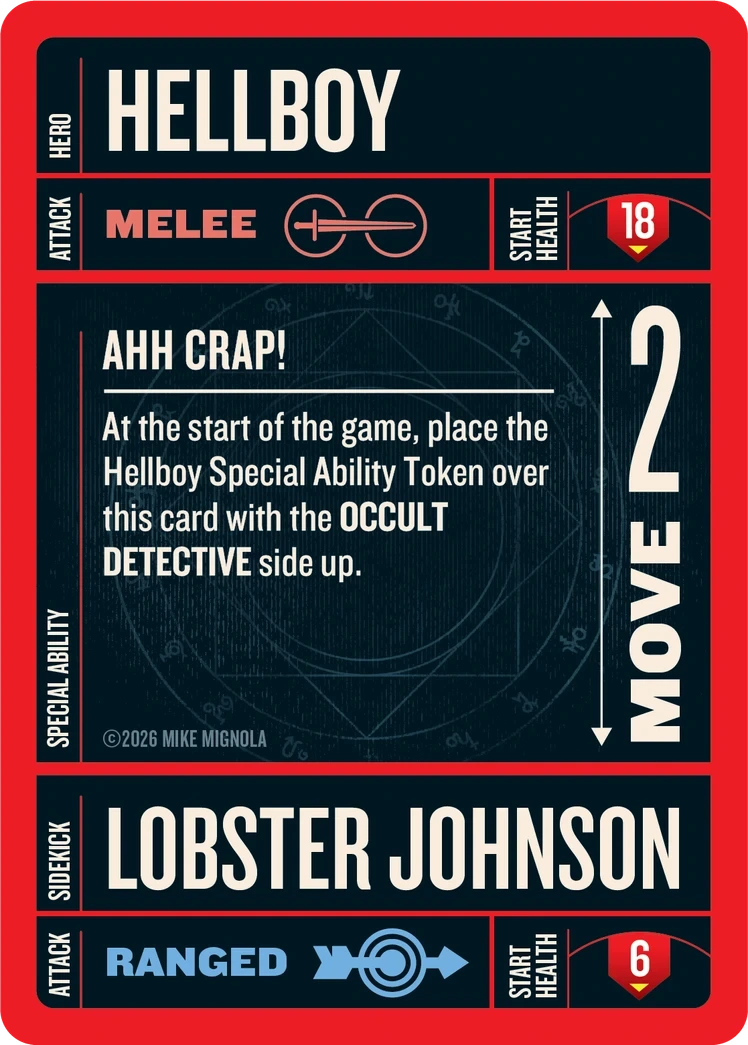 HERO
HELLBOY
ATTACK
MELEE
START
HEALTH
18
SPECIAL ABILITY
AHH CRAP!
At the start of the game, place the
Hellboy Special Ability Token over
this card with the OCCULT
DETECTIVE side up.
©2026 MIKE MIGNOLA
MOVE 2
SIDEKICK
LOBSTER JOHNSON
ATTACK
RANGED
START
HEALTH
6